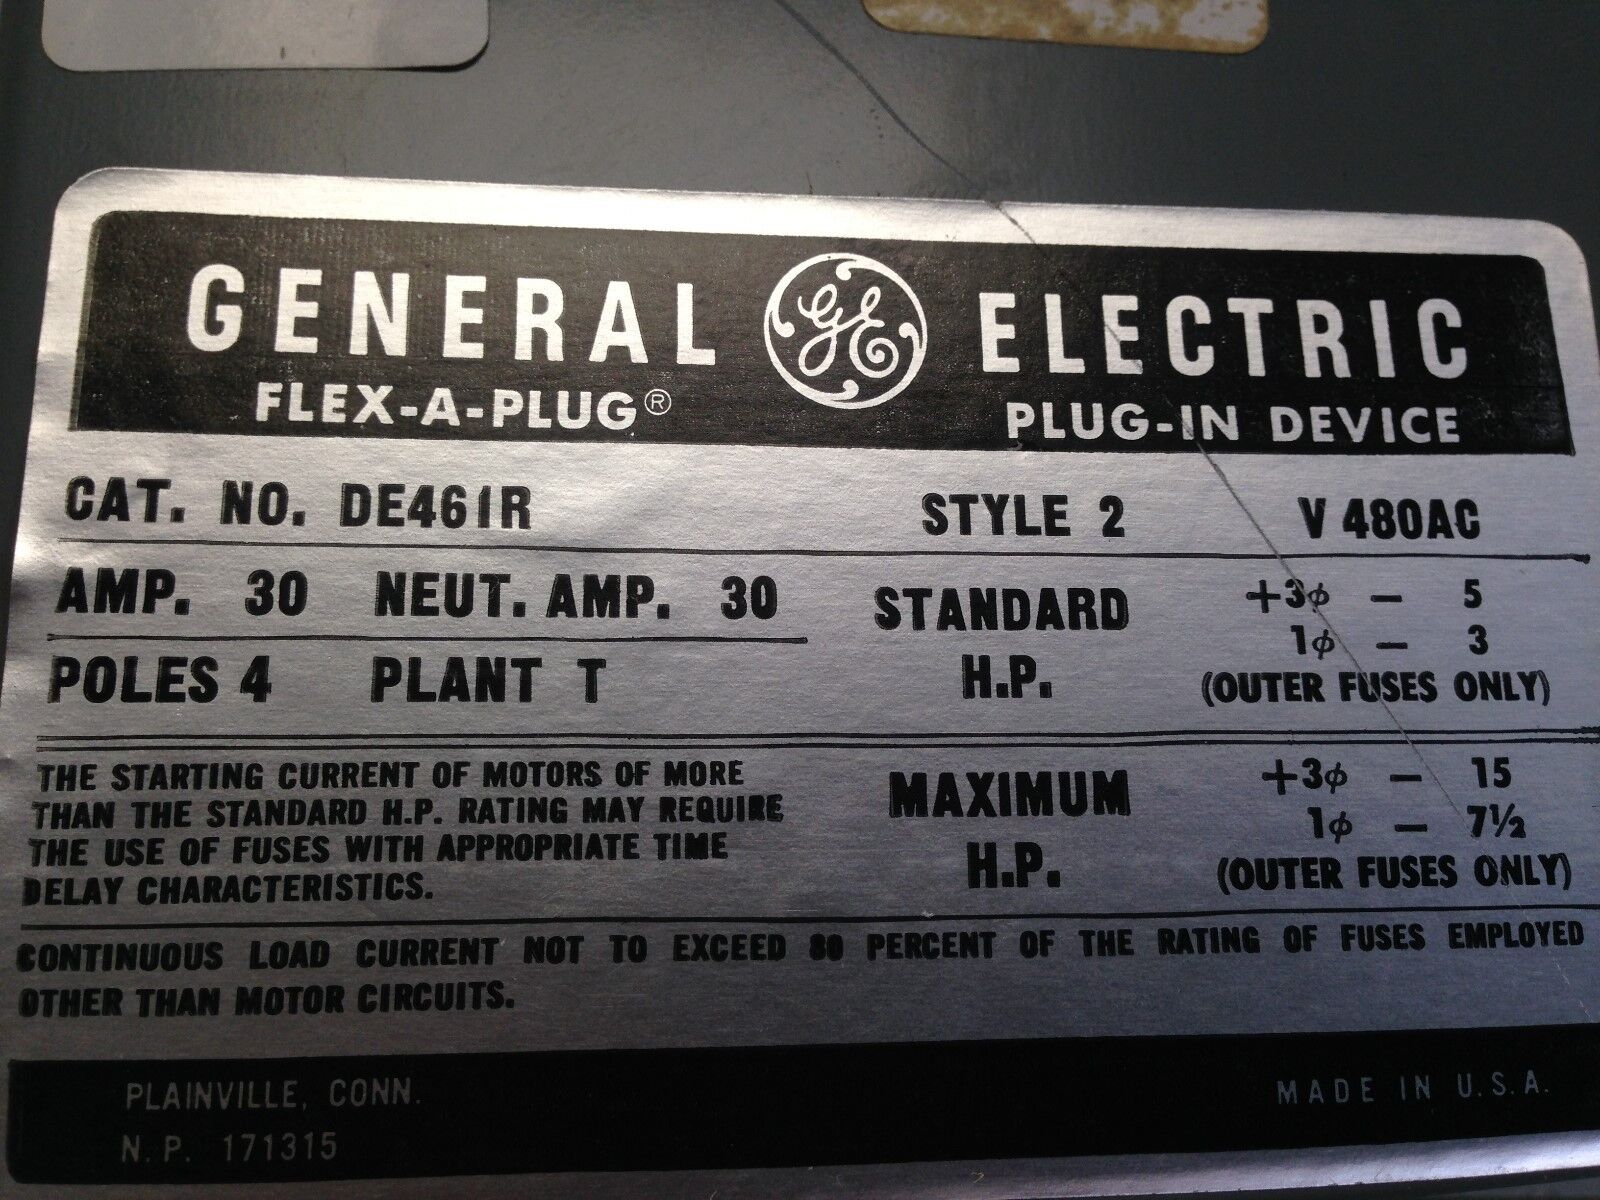 GENERAL GE ELECTRIC
FLEX-A-PLUG® PLUG-IN DEVICE
CAT. NO. DE461R STYLE 2 V 480AC
AMP. 30 NEUT. AMP. 30
POLES 4 PLANT T
STANDARD H.P.
+3φ – 5
1φ – 3
(OUTER FUSES ONLY)
THE STARTING CURRENT OF MOTORS OF MORE
THAN THE STANDARD H.P. RATING MAY REQUIRE
THE USE OF FUSES WITH APPROPRIATE TIME
DELAY CHARACTERISTICS.
MAXIMUM
H.P.
+3φ – 15
1φ – 7½
(OUTER FUSES ONLY)
CONTINUOUS LOAD CURRENT NOT TO EXCEED 80 PERCENT OF THE RATING OF FUSES EMPLOYED
OTHER THAN MOTOR CIRCUITS.
PLAINVILLE, CONN. MADE IN U.S.A.
N.P. 171315